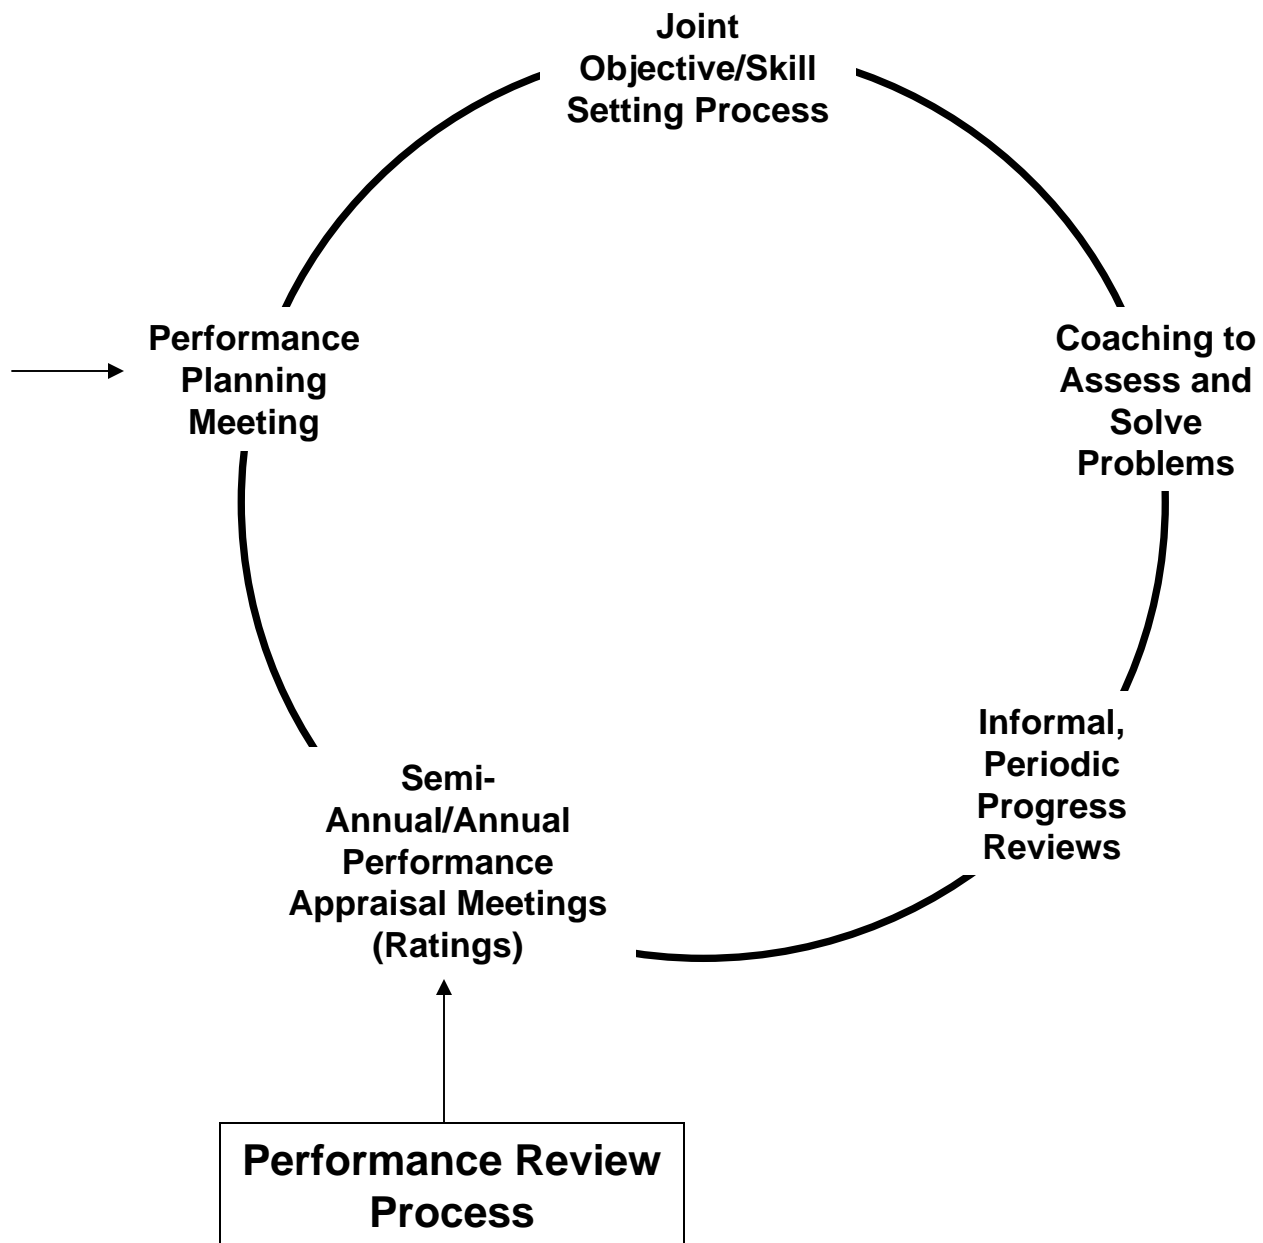 Joint
Objective/Skill
Setting Process
Performance
Planning
Meeting
Coaching to
Assess and
Solve
Problems
Informal,
Periodic
Progress
Reviews
Semi-
Annual/Annual
Performance
Appraisal Meetings
(Ratings)
Performance Review
Process